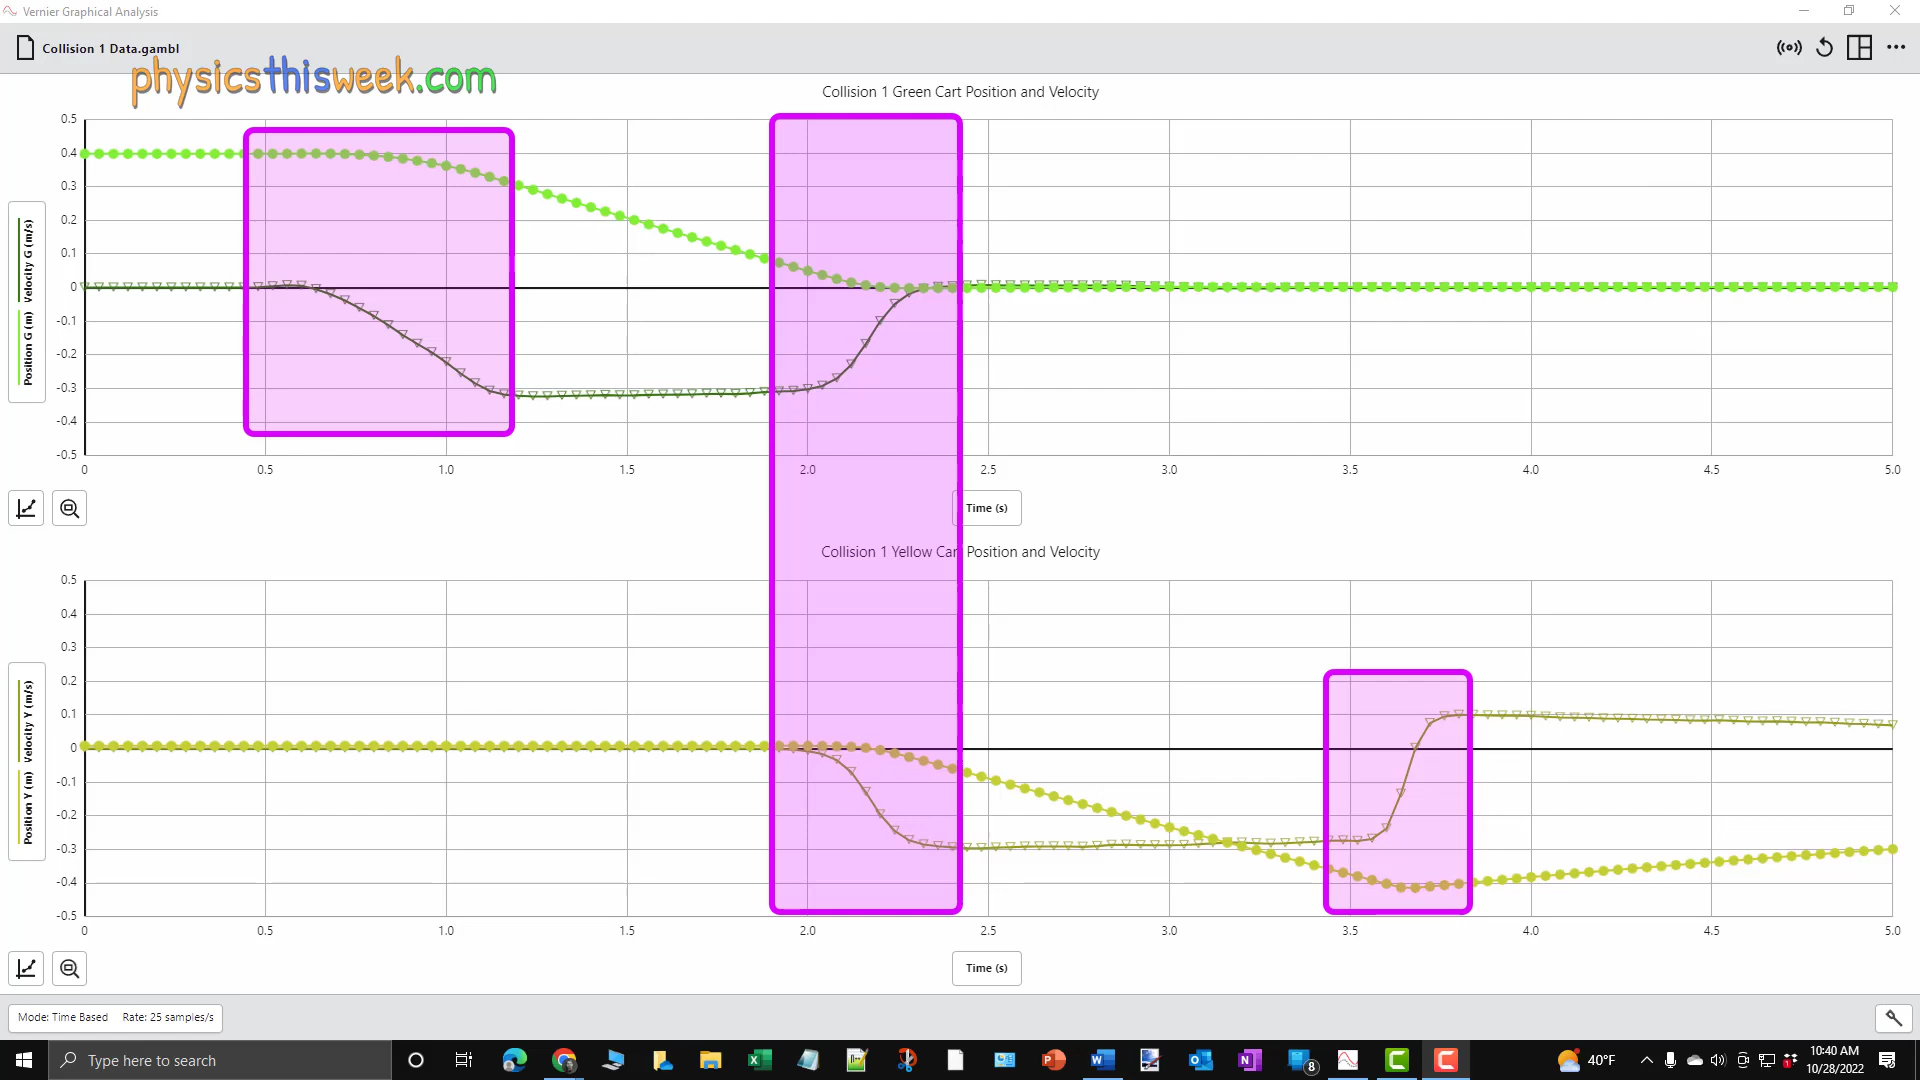 Vernier Graphical Analysis
Collision 1 Data.gambl
physicsthisweek.com
Collision 1 Green Cart Position and Velocity
0.5
0.4
0.3
0.2
0.1
0
-0.1
-0.2
-0.3
-0.4
-0.5
Position G (m) Velocity G (m/s)
0 0.5 1.0 1.5 2.0 2.5 3.0 3.5 4.0 4.5 5.0
Time (s)
Collision 1 Yellow Cart Position and Velocity
0.5
0.4
0.3
0.2
0.1
0
-0.1
-0.2
-0.3
-0.4
-0.5
Position Y (m) Velocity Y (m/s)
0 0.5 1.0 1.5 2.0 2.5 3.0 3.5 4.0 4.5 5.0
Time (s)
Mode: Time Based Rate: 25 samples/s
Type here to search
8
40°F
10:40 AM
10/28/2022